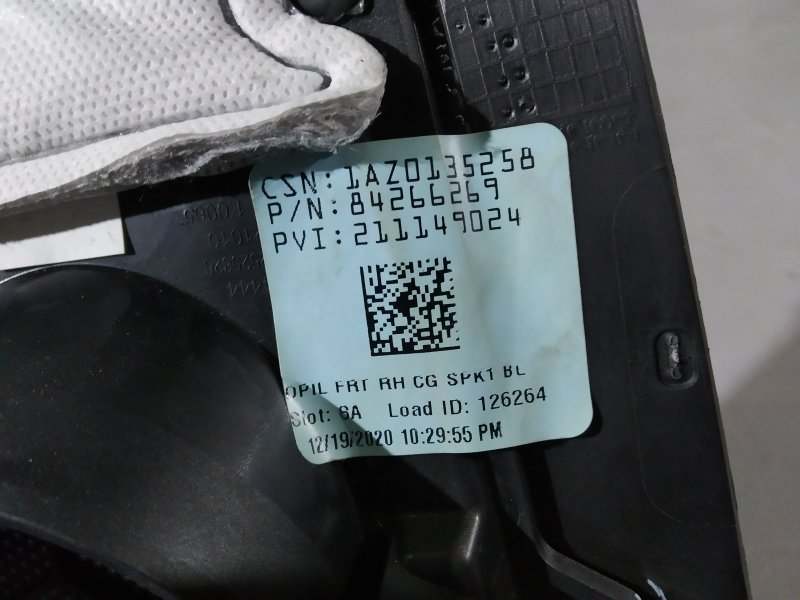 CSN: 1AZ0135258
P/N: 84266269
PVI: 211149024
OPIL FRT RH CG SPK1 BL
Slot: 6A Load ID: 126264
12/19/2020 10:29:55 PM